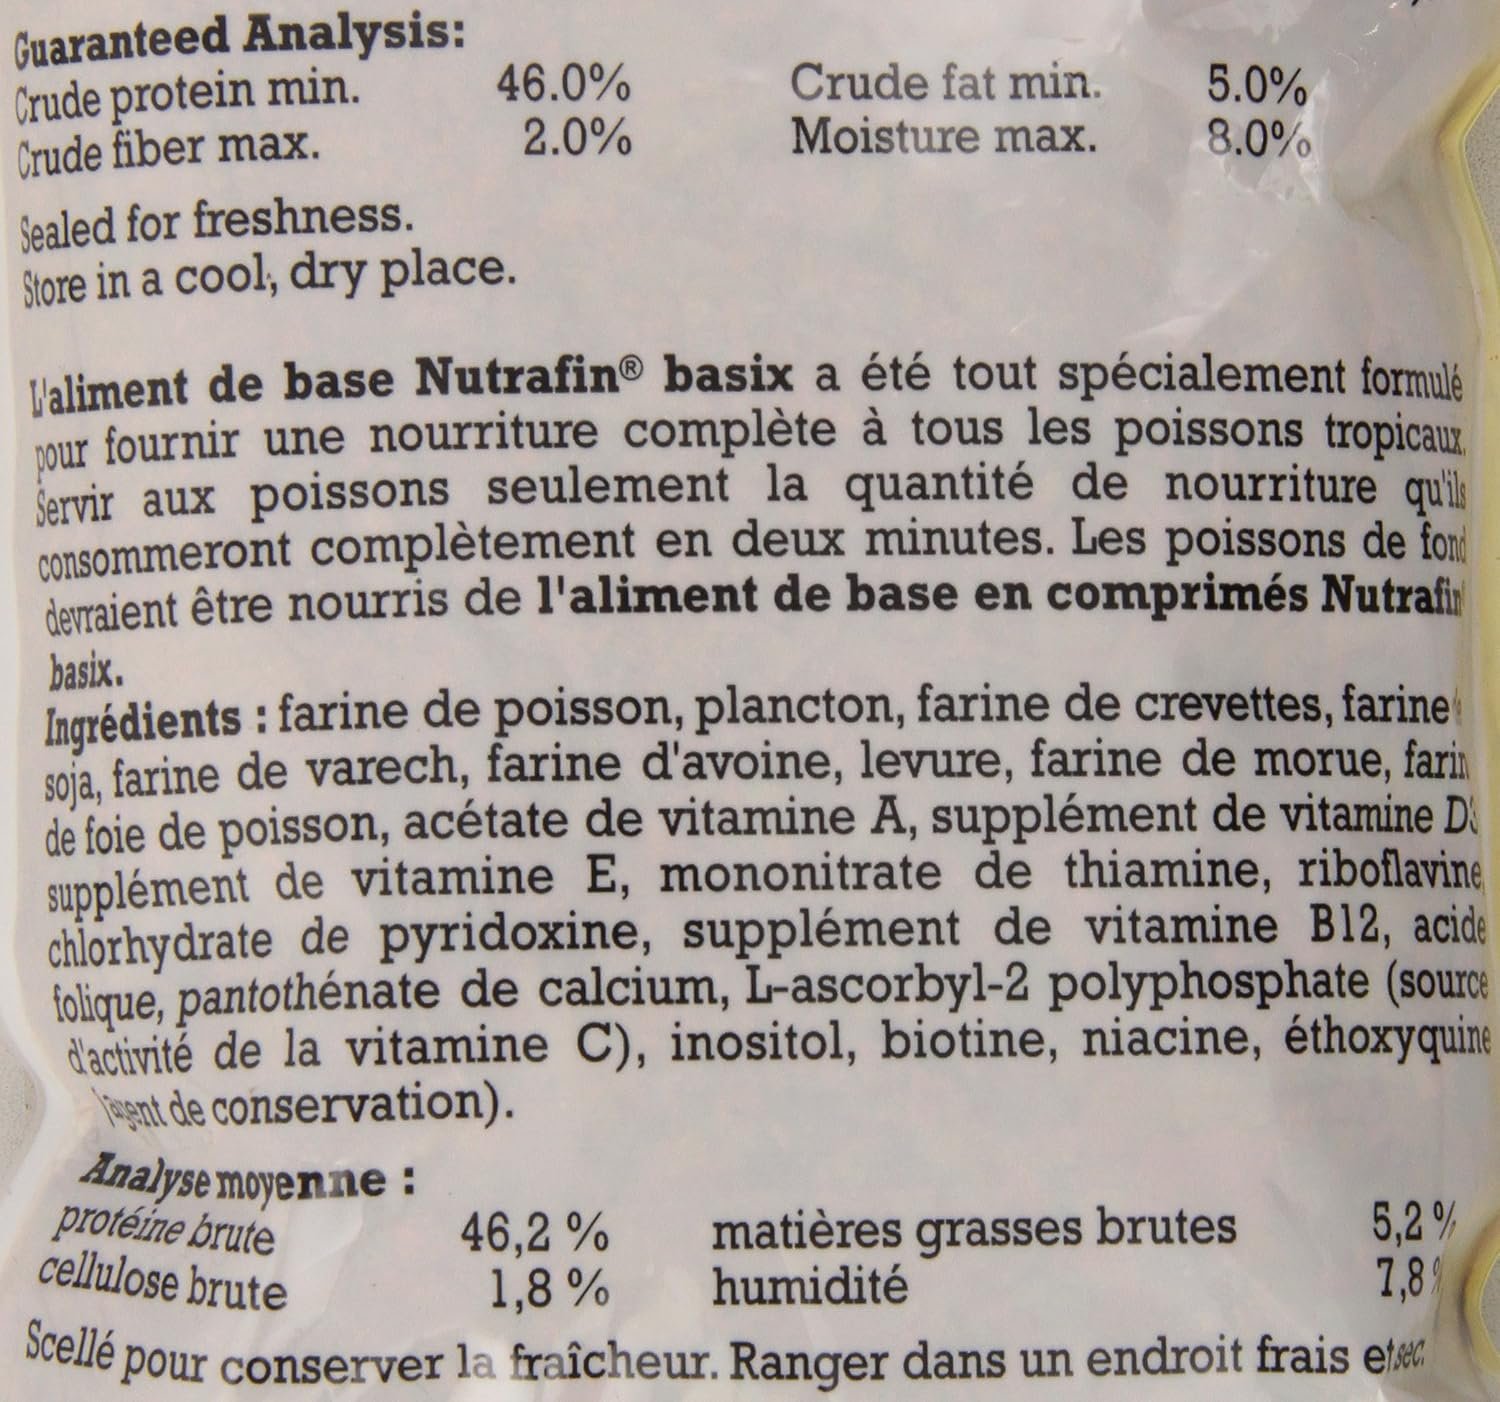 Guaranteed Analysis:
Crude protein min. 46.0% Crude fat min. 5.0%
Crude fiber max. 2.0% Moisture max. 8.0%
Sealed for freshness.
Store in a cool, dry place.
L'aliment de base Nutrafin® basix a été tout spécialement formulé
pour fournir une nourriture complète à tous les poissons tropicaux.
Servir aux poissons seulement la quantité de nourriture qu'ils
consommeront complètement en deux minutes. Les poissons de fond
devraient être nourris de l'aliment de base en comprimés Nutrafin
basix.
Ingrédients : farine de poisson, plancton, farine de crevettes, farine
soja, farine de varech, farine d'avoine, levure, farine de morue, farin
de foie de poisson, acétate de vitamine A, supplément de vitamine D3
supplément de vitamine E, mononitrate de thiamine, riboflavine,
chlorhydrate de pyridoxine, supplément de vitamine B12, acide
folique, pantothénate de calcium, L-ascorbyl-2 polyphosphate (source
d'activité de la vitamine C), inositol, biotine, niacine, éthoxyquine
(agent de conservation).
Analyse moyenne :
protéine brute 46,2 % matières grasses brutes 5,2 %
cellulose brute 1,8 % humidité 7,8 %
Scellé pour conserver la fraîcheur. Ranger dans un endroit frais et sec.